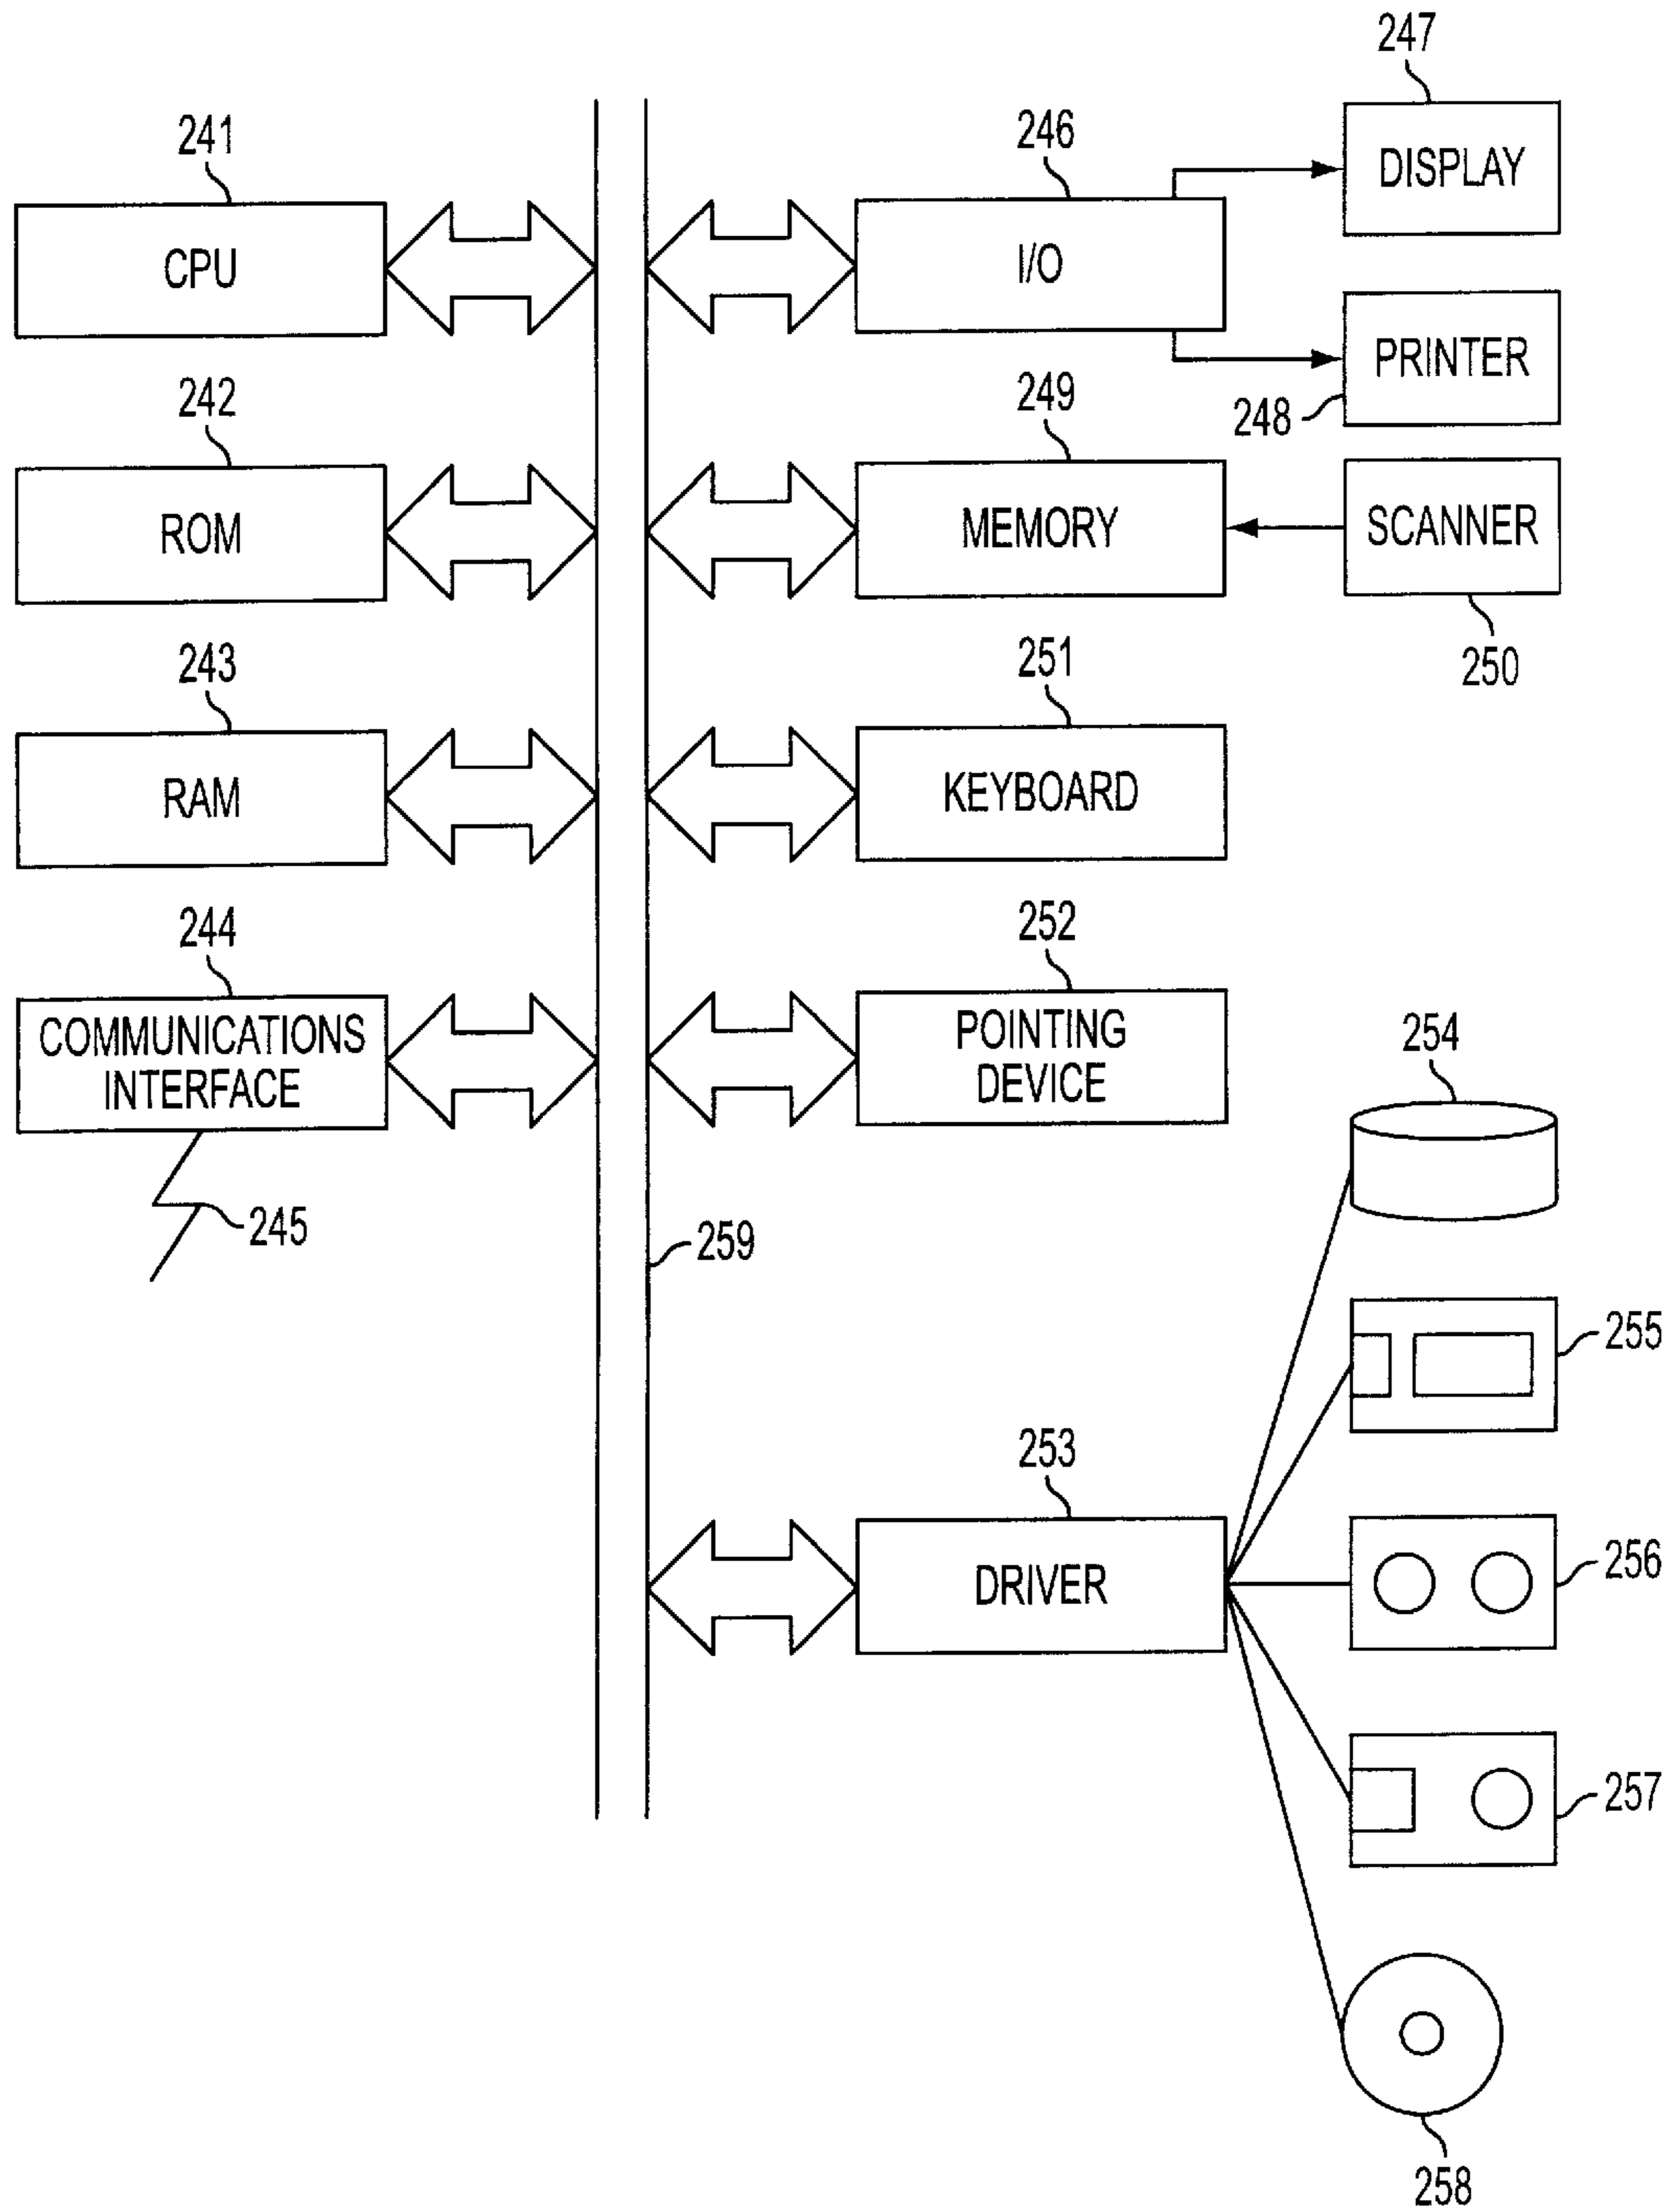 247
241
246
DISPLAY
CPU
I/O
PRINTER
242
249
248
ROM
MEMORY
SCANNER
243
251
250
RAM
KEYBOARD
244
252
COMMUNICATIONS
INTERFACE
POINTING
DEVICE
254
245
259
255
253
DRIVER
256
257
258